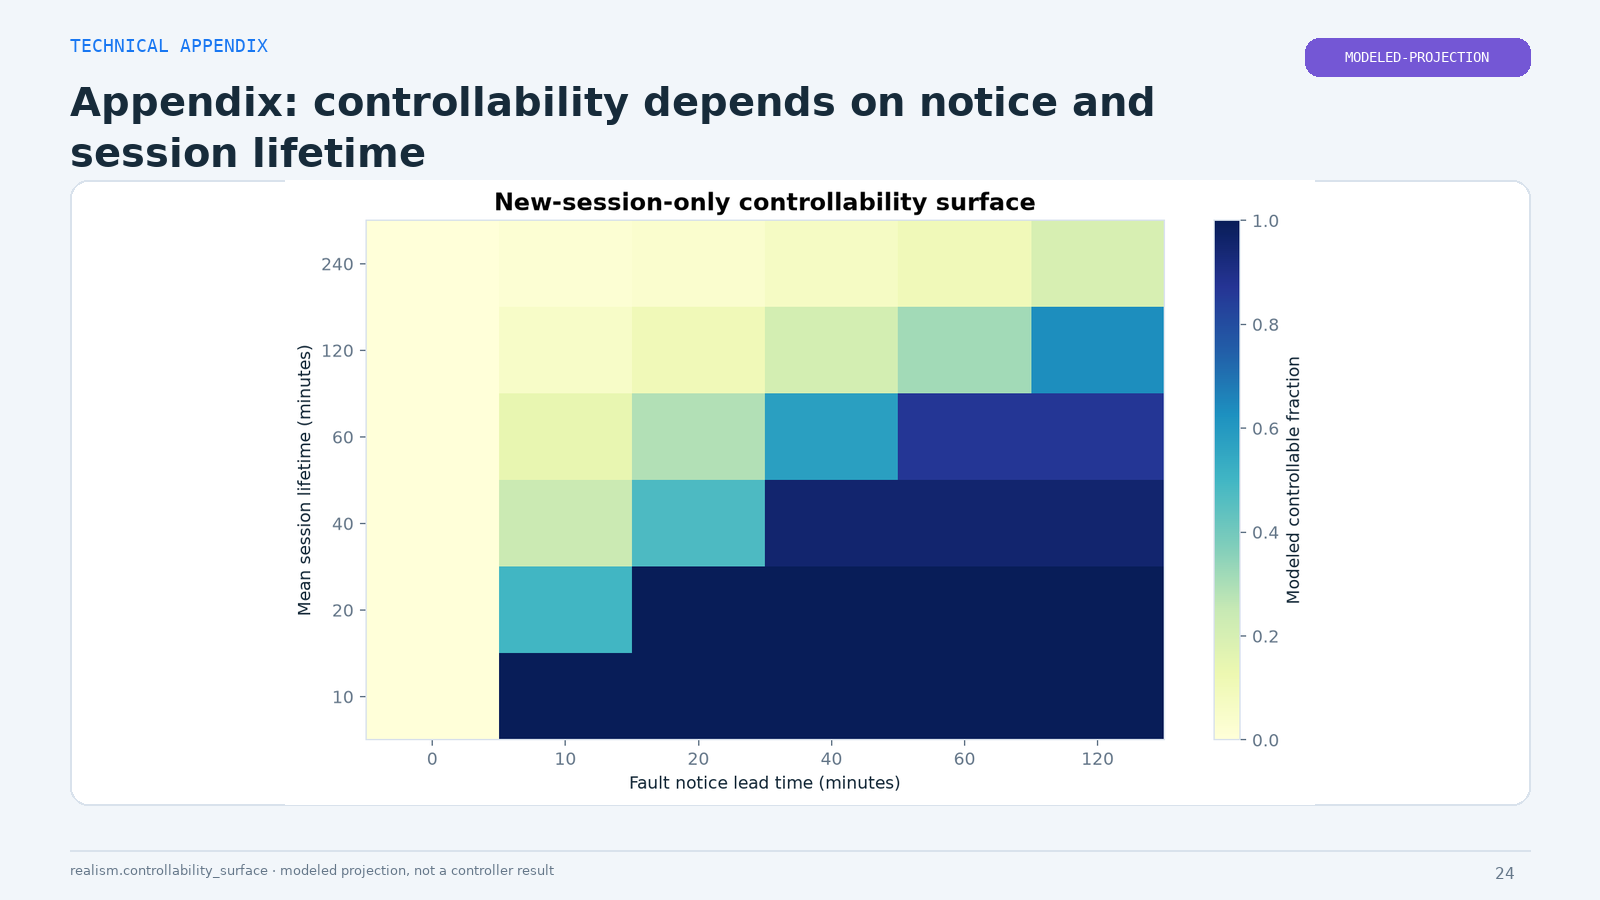 TECHNICAL APPENDIX
MODELED-PROJECTION
Appendix: controllability depends on notice and
session lifetime
New-session-only controllability surface
Mean session lifetime (minutes)
240
120
60
40
20
10
0 10 20 40 60 120
Fault notice lead time (minutes)
1.0
0.8
0.6
0.4
0.2
0.0
Modeled controllable fraction
realism.controllability_surface · modeled projection, not a controller result
24